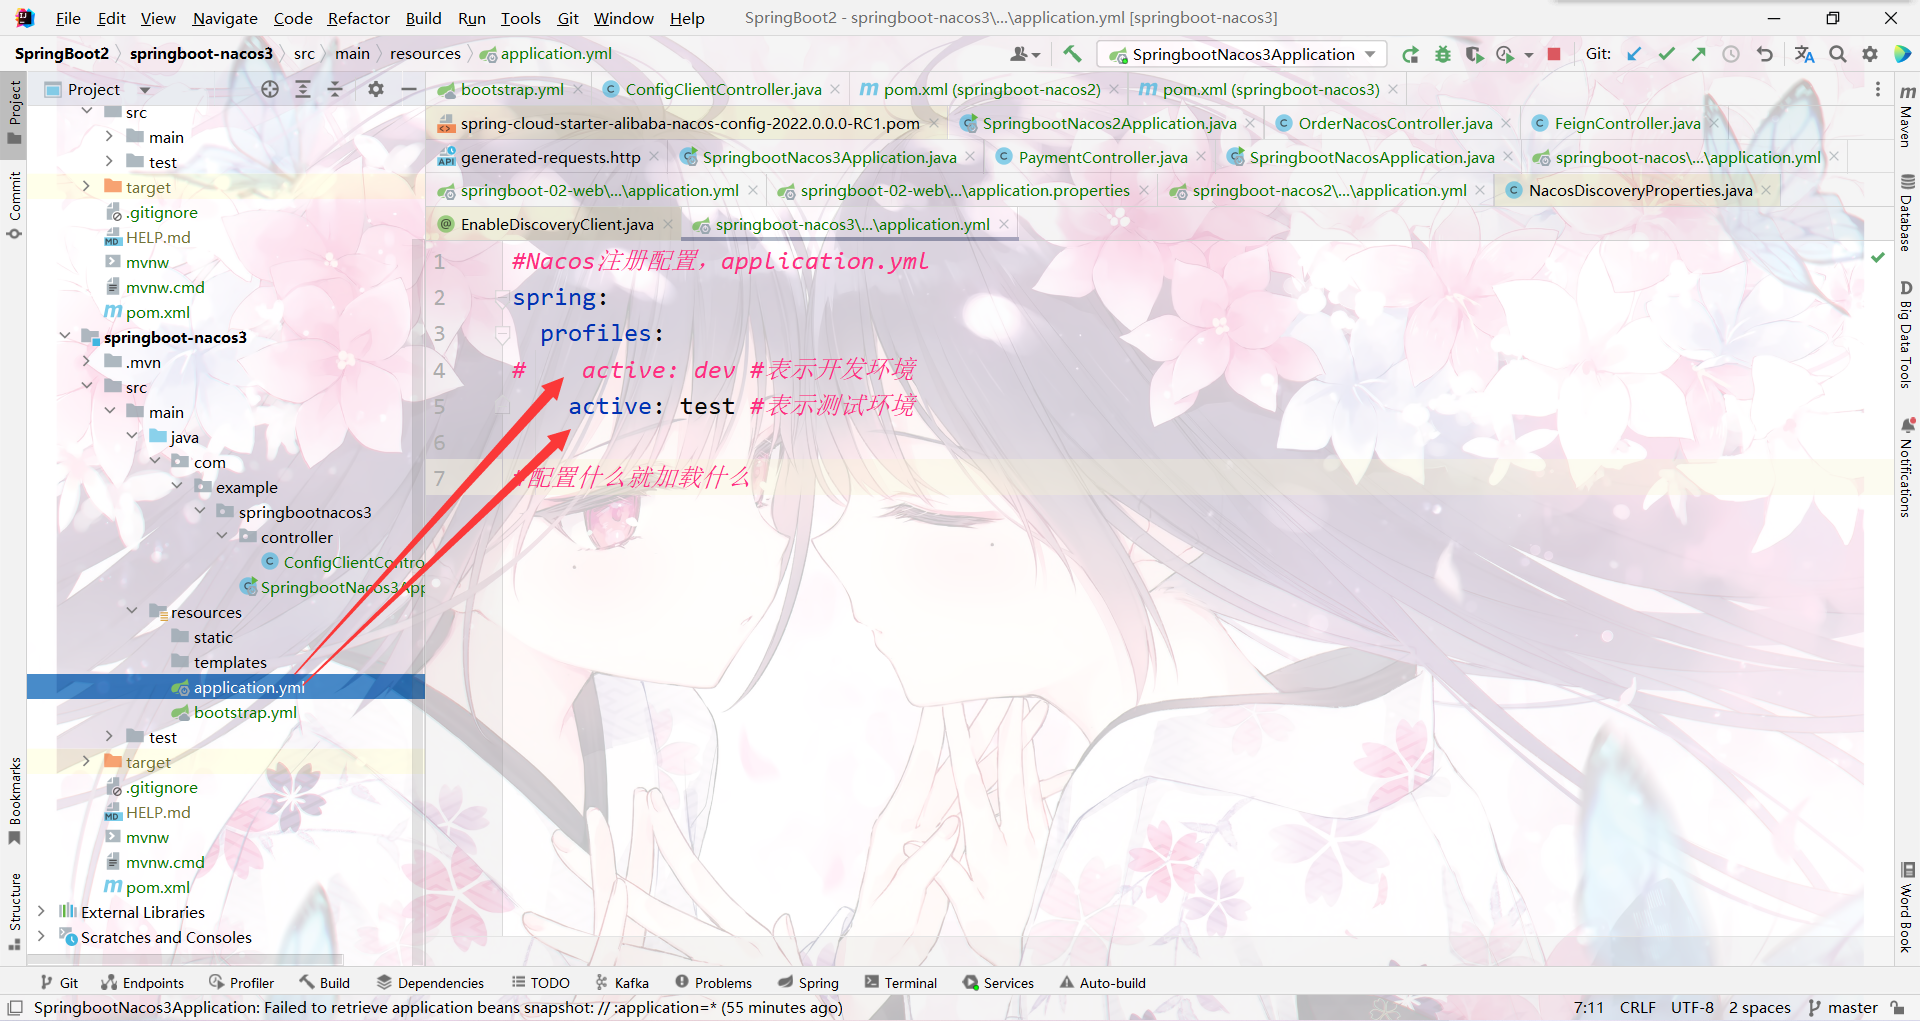 File Edit View Navigate Code Refactor Build Run Tools Git Window Help SpringBoot2 - springboot-nacos3\...\application.yml [springboot-nacos3]
SpringBoot2 springboot-nacos3 src main resources application.yml SpringbootNacos3Application Git:
Project
bootstrap.yml ConfigClientController.java pom.xml (springboot-nacos2) pom.xml (springboot-nacos3)
spring-cloud-starter-alibaba-nacos-config-2022.0.0.0-RC1.pom SpringbootNacos2Application.java OrderNacosController.java FeignController.java
generated-requests.http SpringbootNacos3Application.java PaymentController.java SpringbootNacosApplication.java springboot-nacos\...\application.yml
springboot-02-web\...\application.yml springboot-02-web\...\application.properties springboot-nacos2\...\application.yml NacosDiscoveryProperties.java
EnableDiscoveryClient.java springboot-nacos3\...\application.yml
Project
Commit
Bookmarks
Structure
src
main
test
target
.gitignore
HELP.md
mvnw
mvnw.cmd
pom.xml
springboot-nacos3
.mvn
src
main
java
com
example
springbootnacos3
controller
ConfigClientContro
SpringbootNacos3App
resources
static
templates
application.yml
bootstrap.yml
test
target
.gitignore
HELP.md
mvnw
mvnw.cmd
pom.xml
External Libraries
Scratches and Consoles
1 #Nacos注册配置，application.yml
2 spring:
3 profiles:
4 # active: dev #表示开发环境
5 active: test #表示测试环境
6
7 #配置什么就加载什么
Maven
Database
Big Data Tools
Notifications
Word Book
Git Endpoints Profiler Build Dependencies TODO Kafka Problems Spring Terminal Services Auto-build
SpringbootNacos3Application: Failed to retrieve application beans snapshot: // :application=* (55 minutes ago) 7:11 CRLF UTF-8 2 spaces master